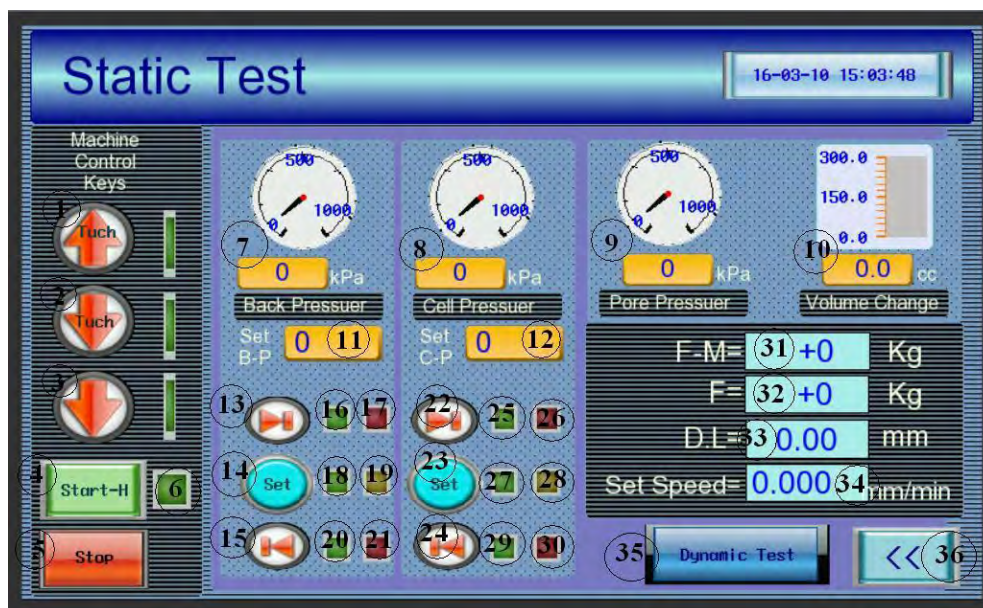 Static Test
16-03-10 15:03:48
Machine
Control
Keys
1
Tuch
2
Tuch
3
4
Start-H
6
5
Stop
500
1000
0
7
0 kPa
Back Pressuer
Set
B-P
0 11
13 16 17
14 Set 18 19
15 20 21
500
1000
0
8
0 kPa
Cell Pressuer
Set
C-P
0 12
22 25 26
23 Set 27 28
24 29 30
500
1000
0
9
0 kPa
Pore Pressuer
300.0
150.0
0.0
10
0.0 cc
Volume Change
F-M= 31 +0 Kg
F= 32 +0 Kg
D.L= 33 0.00 mm
Set Speed= 0.000 34 mm/min
35 Dynamic Test
<< 36